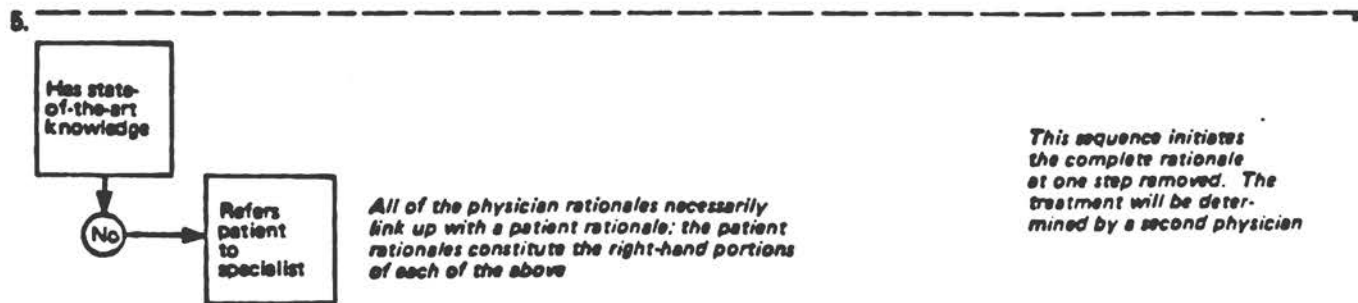 5.
Has state-
of-the-art
knowledge
No
Refers
patient
to
specialist
All of the physician rationales necessarily
link up with a patient rationale; the patient
rationales constitute the right-hand portions
of each of the above
This sequence initiates
the complete rationale
at one step removed. The
treatment will be deter-
mined by a second physician